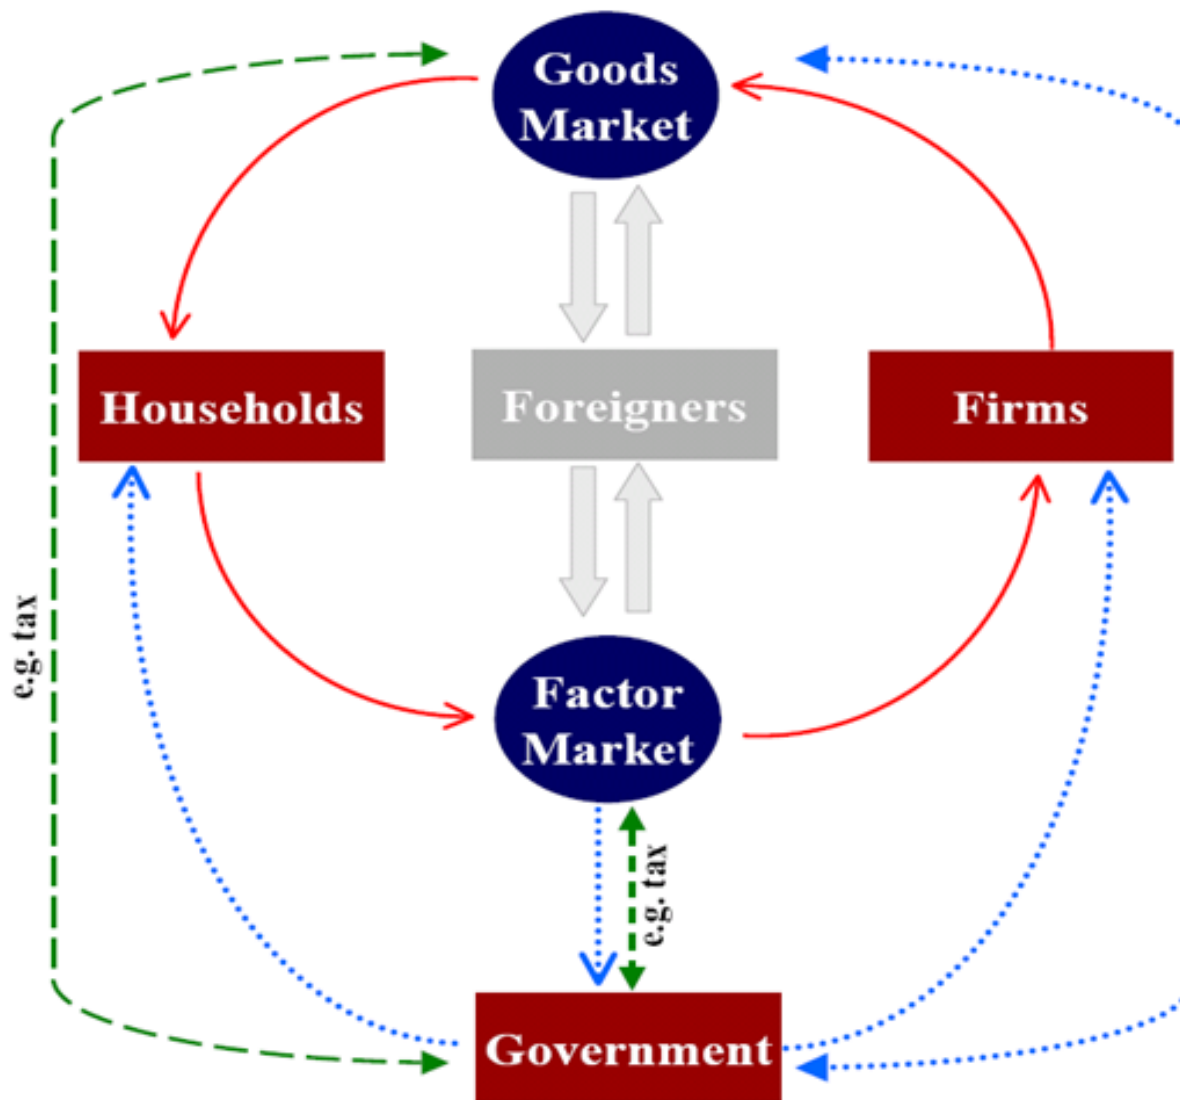 Goods
Market
Households
Foreigners
Firms
e.g. tax
Factor
Market
e.g. tax
Government